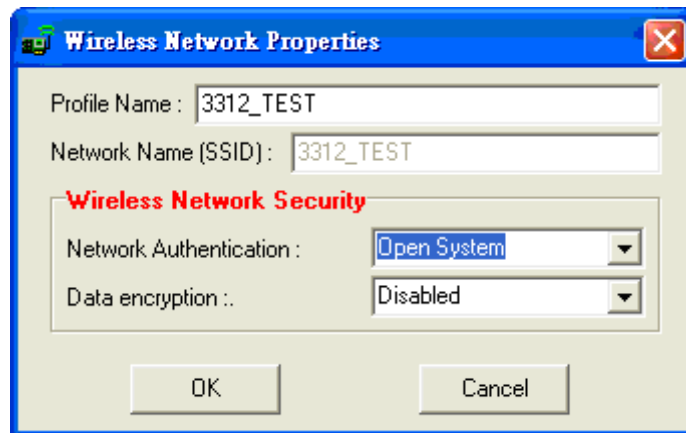 Wireless Network Properties
Profile Name : 3312_TEST
Network Name (SSID) : 3312_TEST
Wireless Network Security
Network Authentication : Open System
Data encryption :. Disabled
OK Cancel